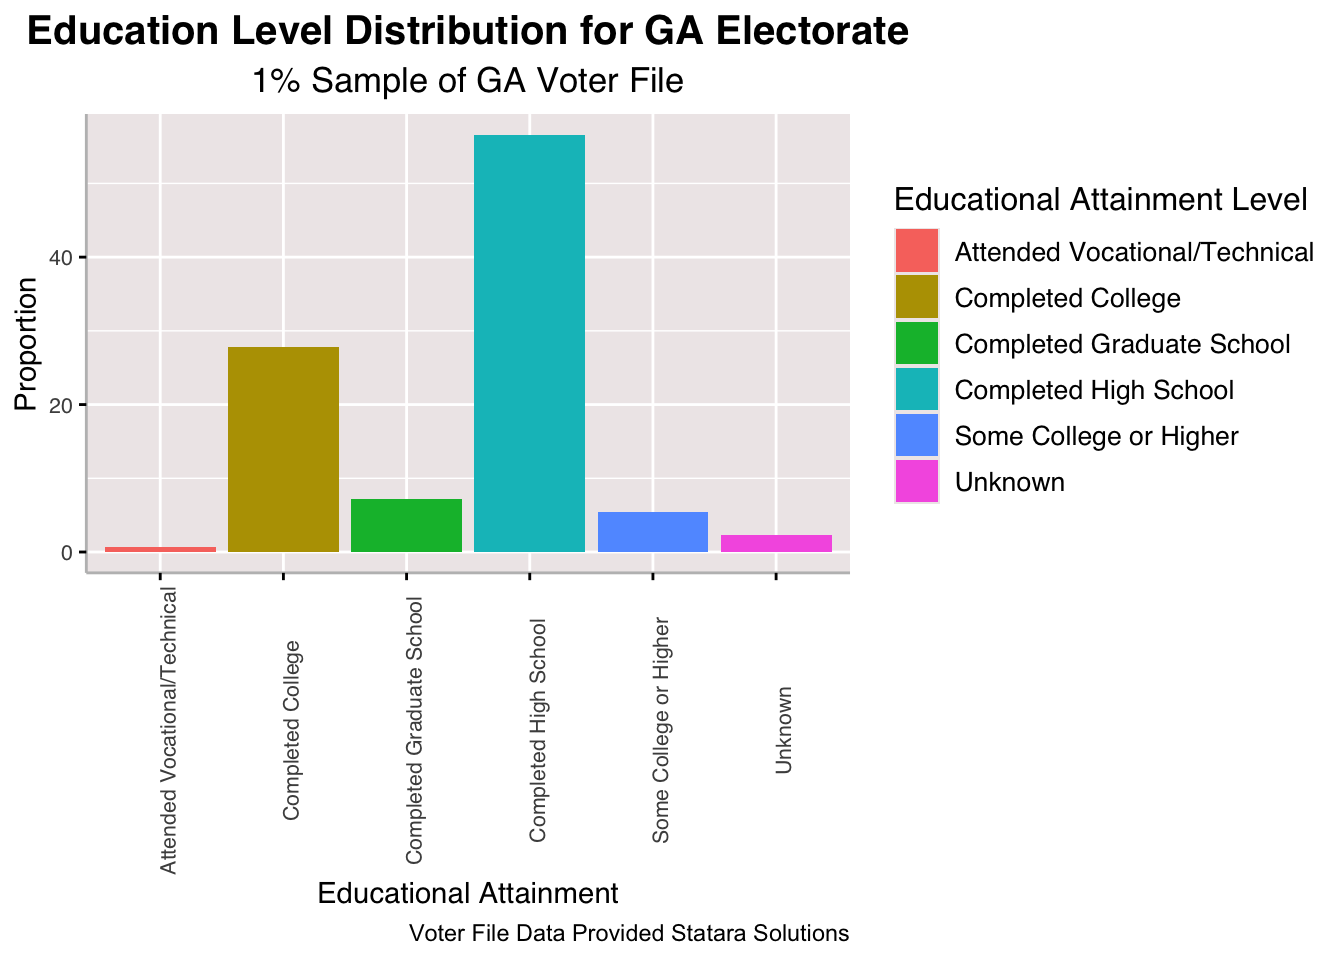 Education Level Distribution for GA Electorate
1% Sample of GA Voter File
Proportion
40
20
0
Attended Vocational/Technical
Completed College
Completed Graduate School
Completed High School
Some College or Higher
Unknown
Educational Attainment
Voter File Data Provided Statara Solutions
Educational Attainment Level
Attended Vocational/Technical
Completed College
Completed Graduate School
Completed High School
Some College or Higher
Unknown